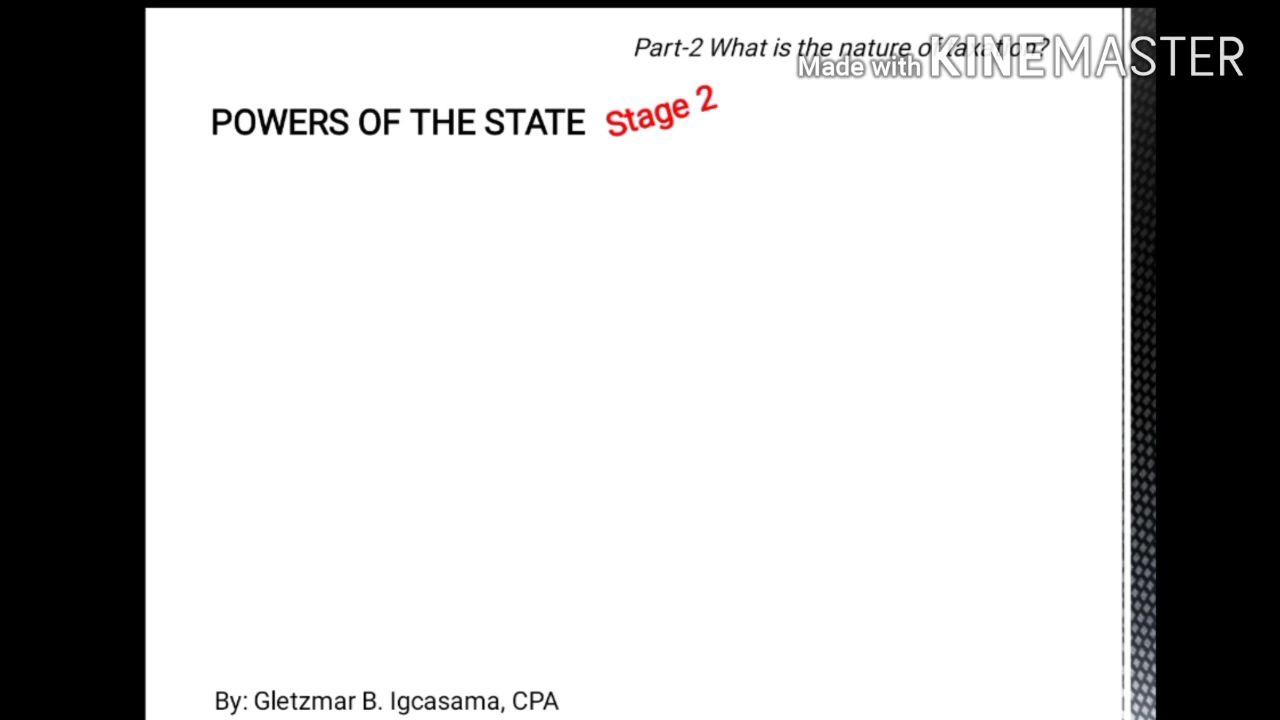 Part-2 What is the nature of taxation?
Made with KINEMASTER
POWERS OF THE STATE Stage 2
By: Gletzmar B. Igcasama, CPA